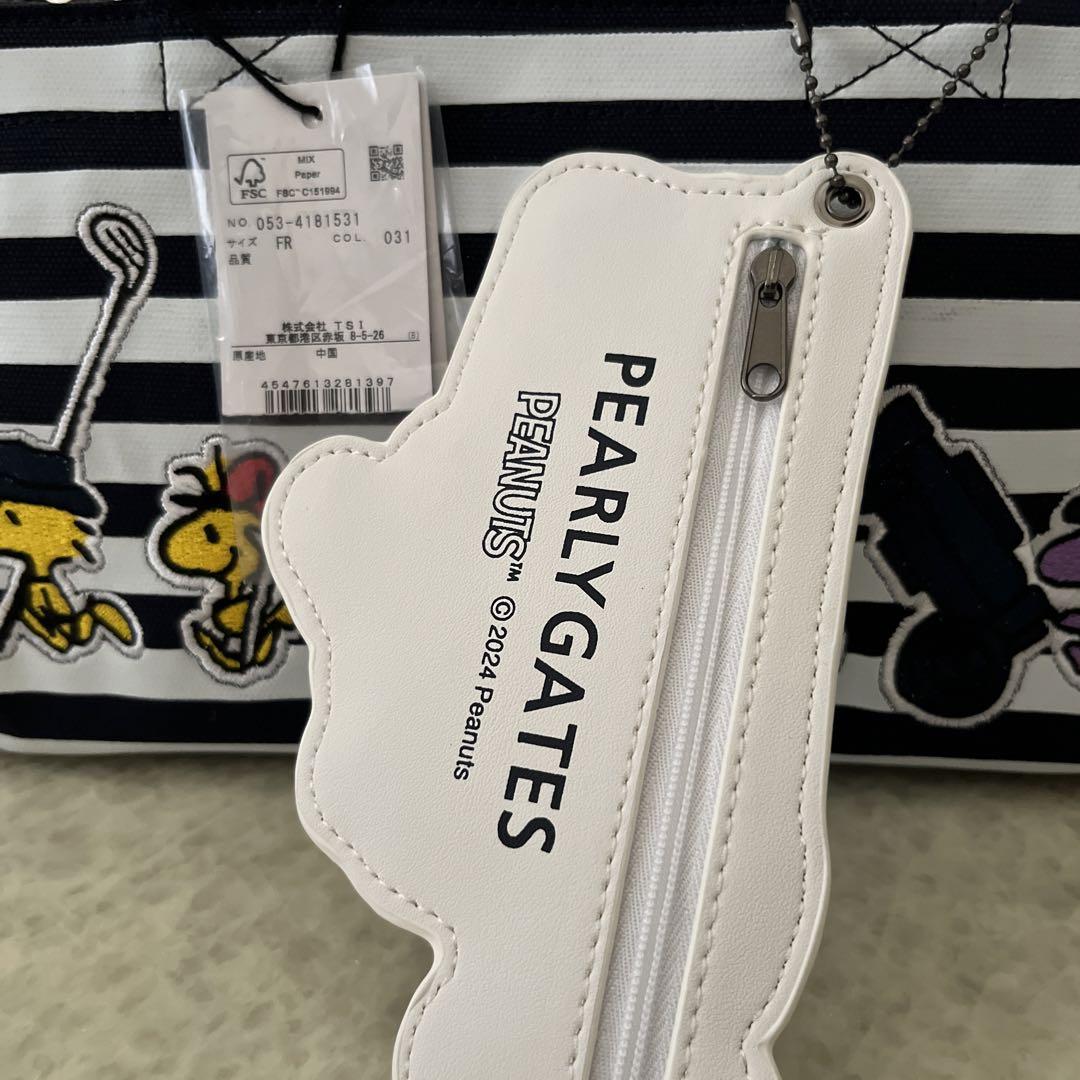 MIX
Paper
FSC
FSC™ C151994
NO. 053-4181531
サイズ FR COL. 031
品質
株式会社 TSI
東京都港区赤坂 8-5-26
原産地 中国
4547613281397
PEARLYGATES
PEANUTS™ © 2024 Peanuts